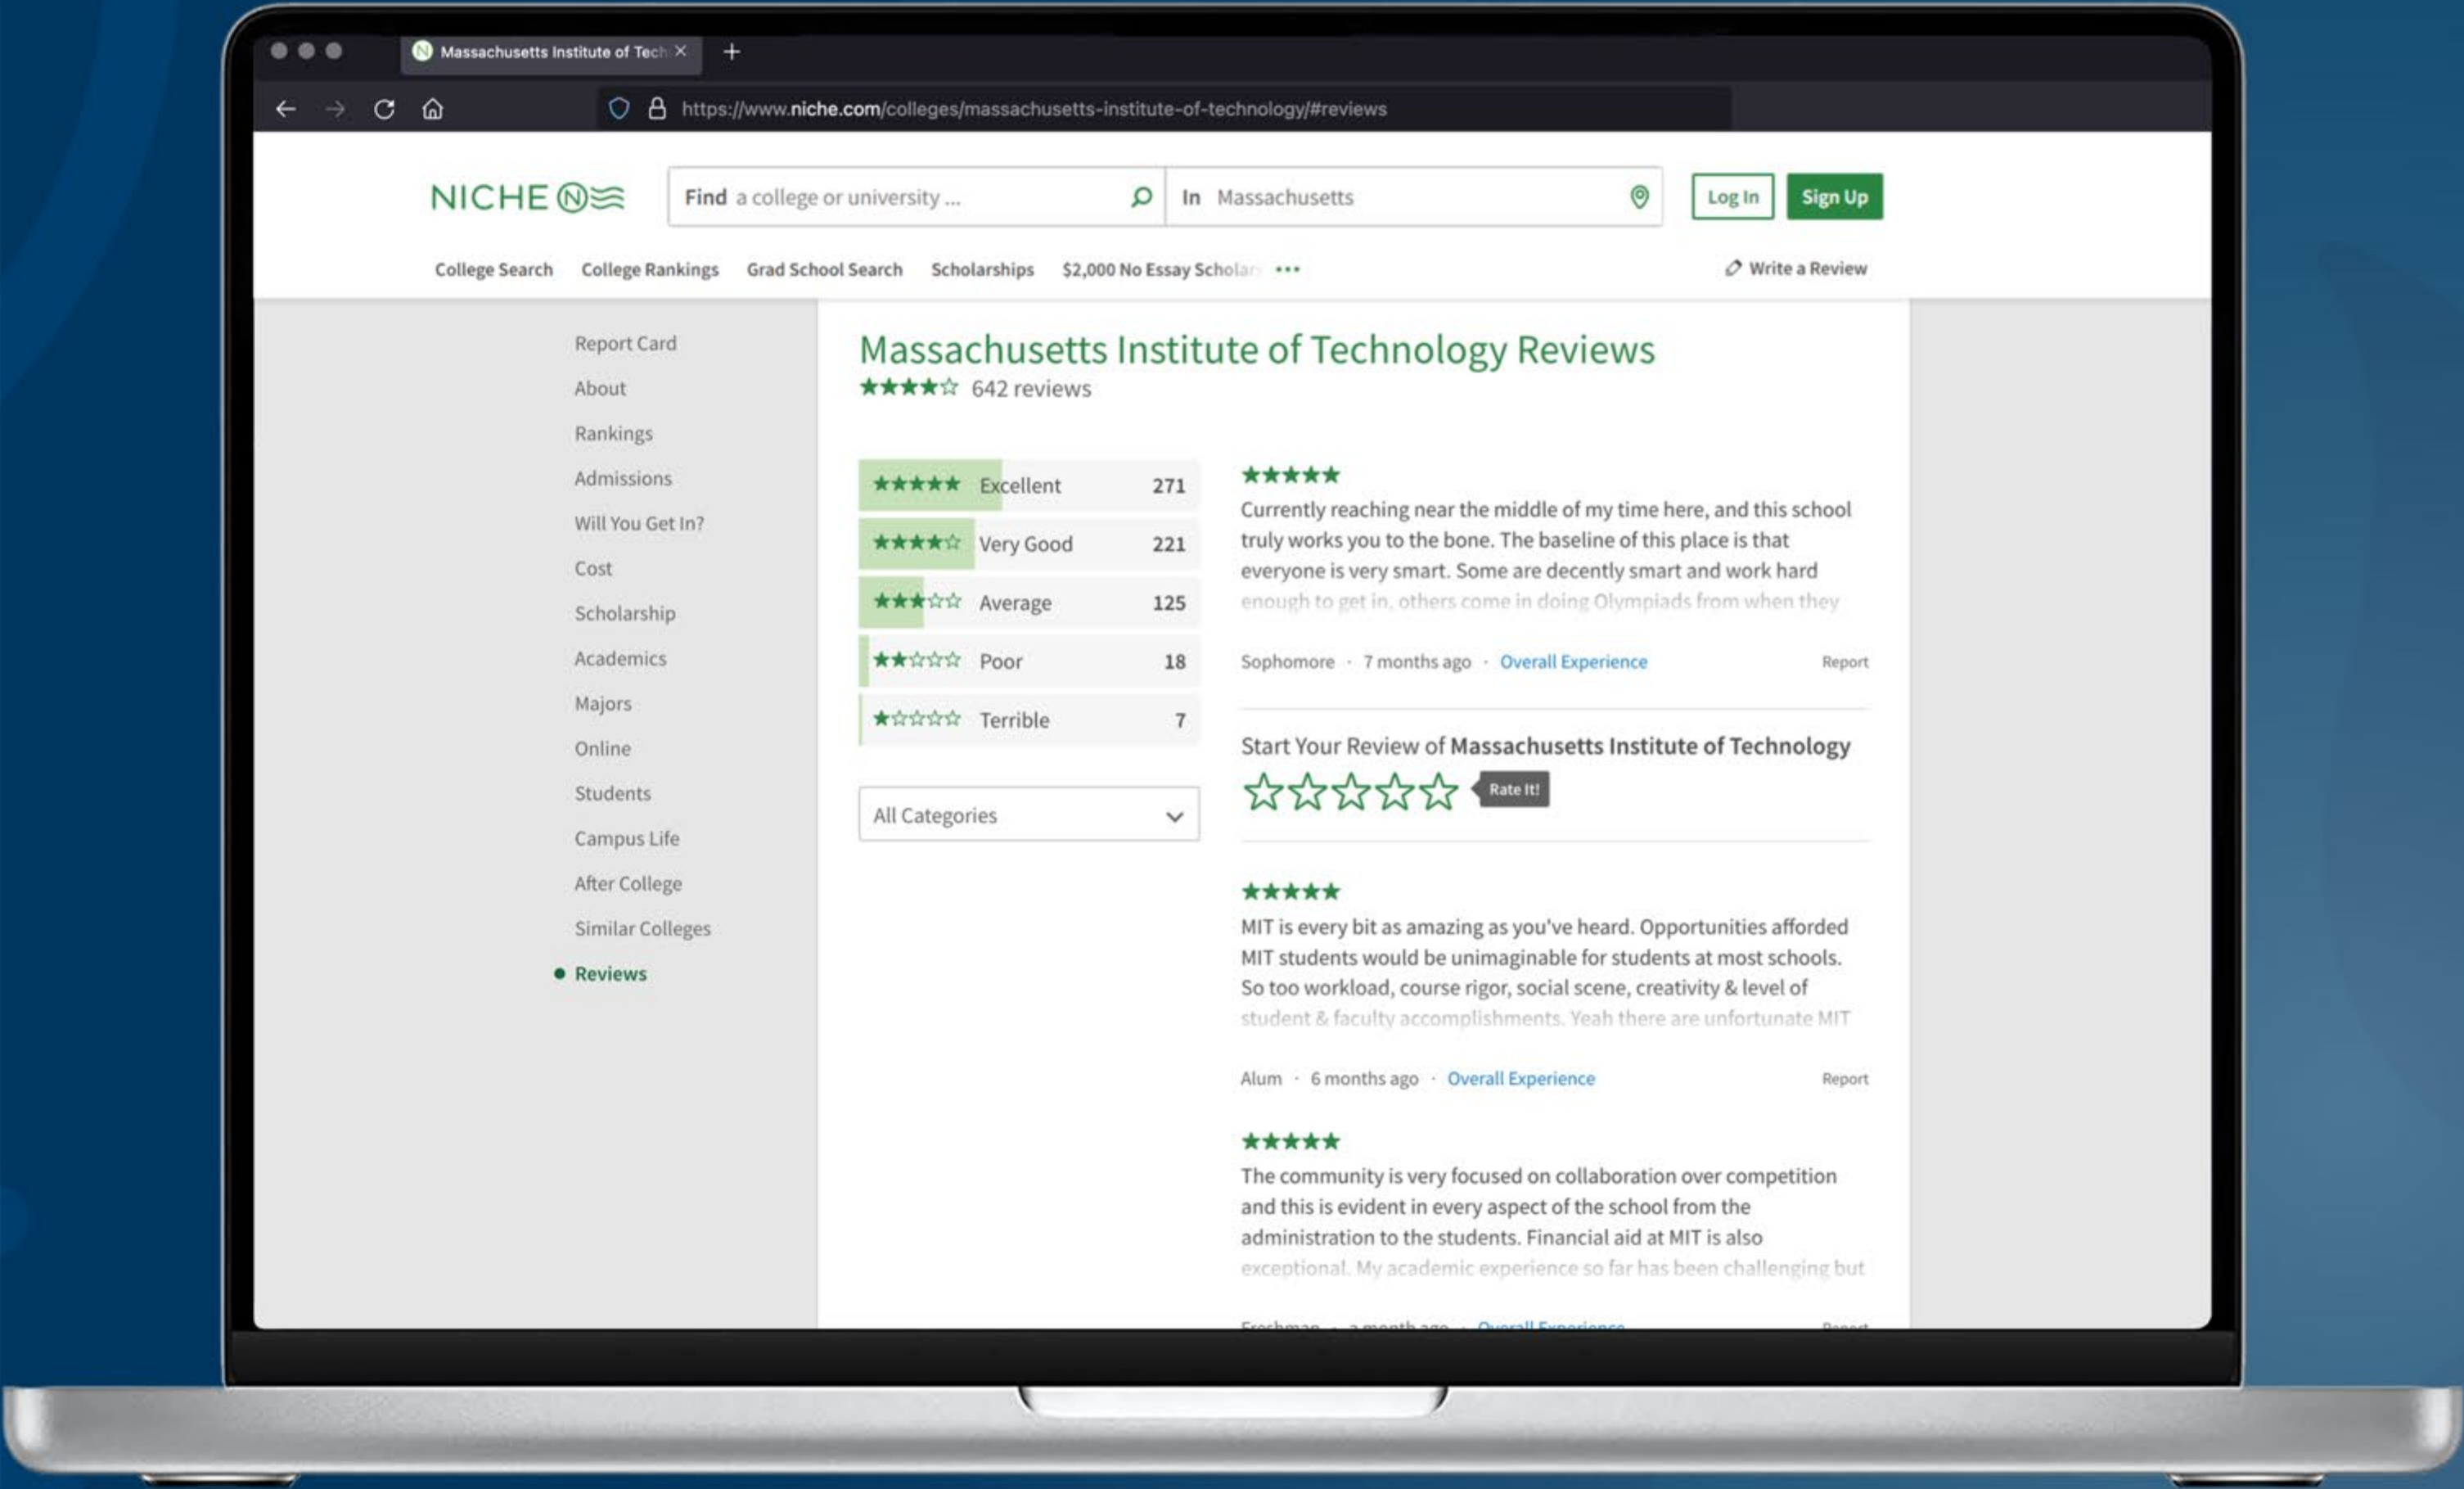 Massachusetts Institute of Tech
https://www.niche.com/colleges/massachusetts-institute-of-technology/#reviews
NICHE N
Find a college or university ...
In Massachusetts
Log In
Sign Up
College Search College Rankings Grad School Search Scholarships $2,000 No Essay Scholar ...
Write a Review
Report Card
About
Rankings
Admissions
Will You Get In?
Cost
Scholarship
Academics
Majors
Online
Students
Campus Life
After College
Similar Colleges
Reviews
Massachusetts Institute of Technology Reviews
642 reviews
Excellent 271
Very Good 221
Average 125
Poor 18
Terrible 7
All Categories
Currently reaching near the middle of my time here, and this school
truly works you to the bone. The baseline of this place is that
everyone is very smart. Some are decently smart and work hard
enough to get in, others come in doing Olympiads from when they
Sophomore · 7 months ago · Overall Experience Report
Start Your Review of Massachusetts Institute of Technology
Rate It!
MIT is every bit as amazing as you've heard. Opportunities afforded
MIT students would be unimaginable for students at most schools.
So too workload, course rigor, social scene, creativity & level of
student & faculty accomplishments. Yeah there are unfortunate MIT
Alum · 6 months ago · Overall Experience Report
The community is very focused on collaboration over competition
and this is evident in every aspect of the school from the
administration to the students. Financial aid at MIT is also
exceptional. My academic experience so far has been challenging but
Freshman · a month ago · Overall Experience Report